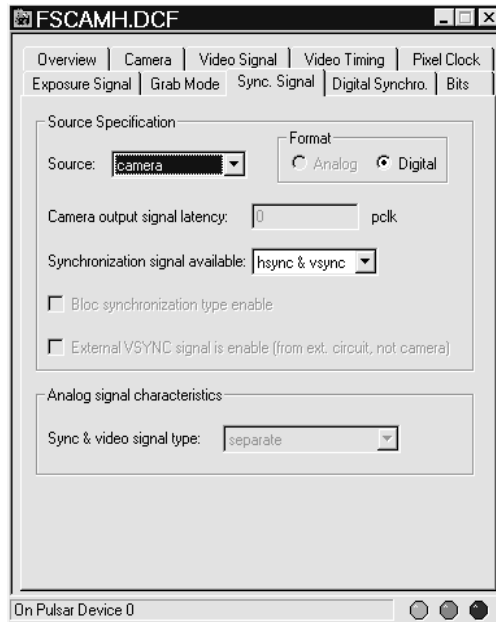 FSCAMH.DCF
Overview Camera Video Signal Video Timing Pixel Clock
Exposure Signal Grab Mode Sync. Signal Digital Synchro. Bits
Source Specification
Format
Source: camera Analog Digital
Camera output signal latency: 0 pclk
Synchronization signal available: hsync & vsync
Bloc synchronization type enable
External VSYNC signal is enable (from ext. circuit, not camera)
Analog signal characteristics
Sync & video signal type: separate
On Pulsar Device 0